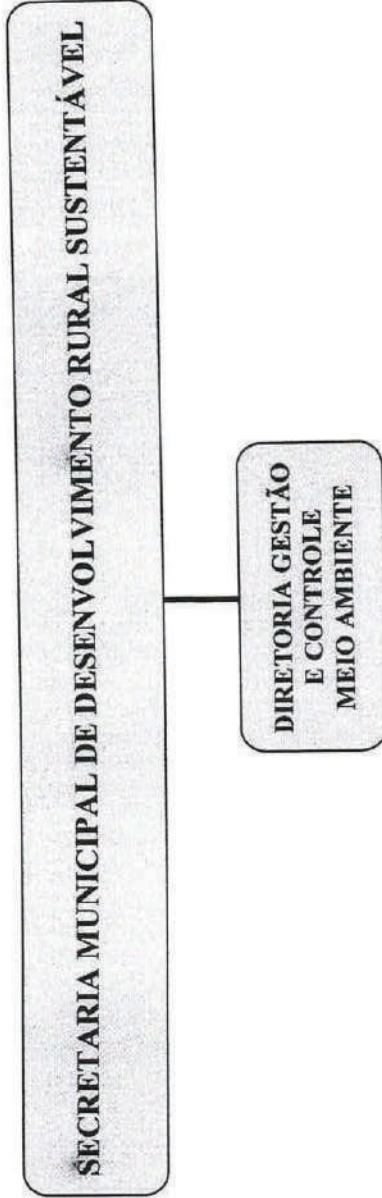 SECRETARIA MUNICIPAL DE DESENVOLVIMENTO RURAL SUSTENTÁVEL
DIRETORIA GESTÃO
E CONTROLE
MEIO AMBIENTE